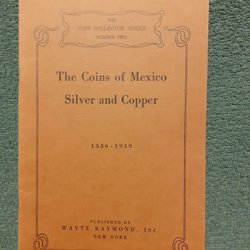 THE
COIN COLLECTOR SERIES
NUMBER TWO
The Coins of Mexico
Silver and Copper
1536-1939
PUBLISHED BY
WAYTE RAYMOND, INC.
NEW YORK